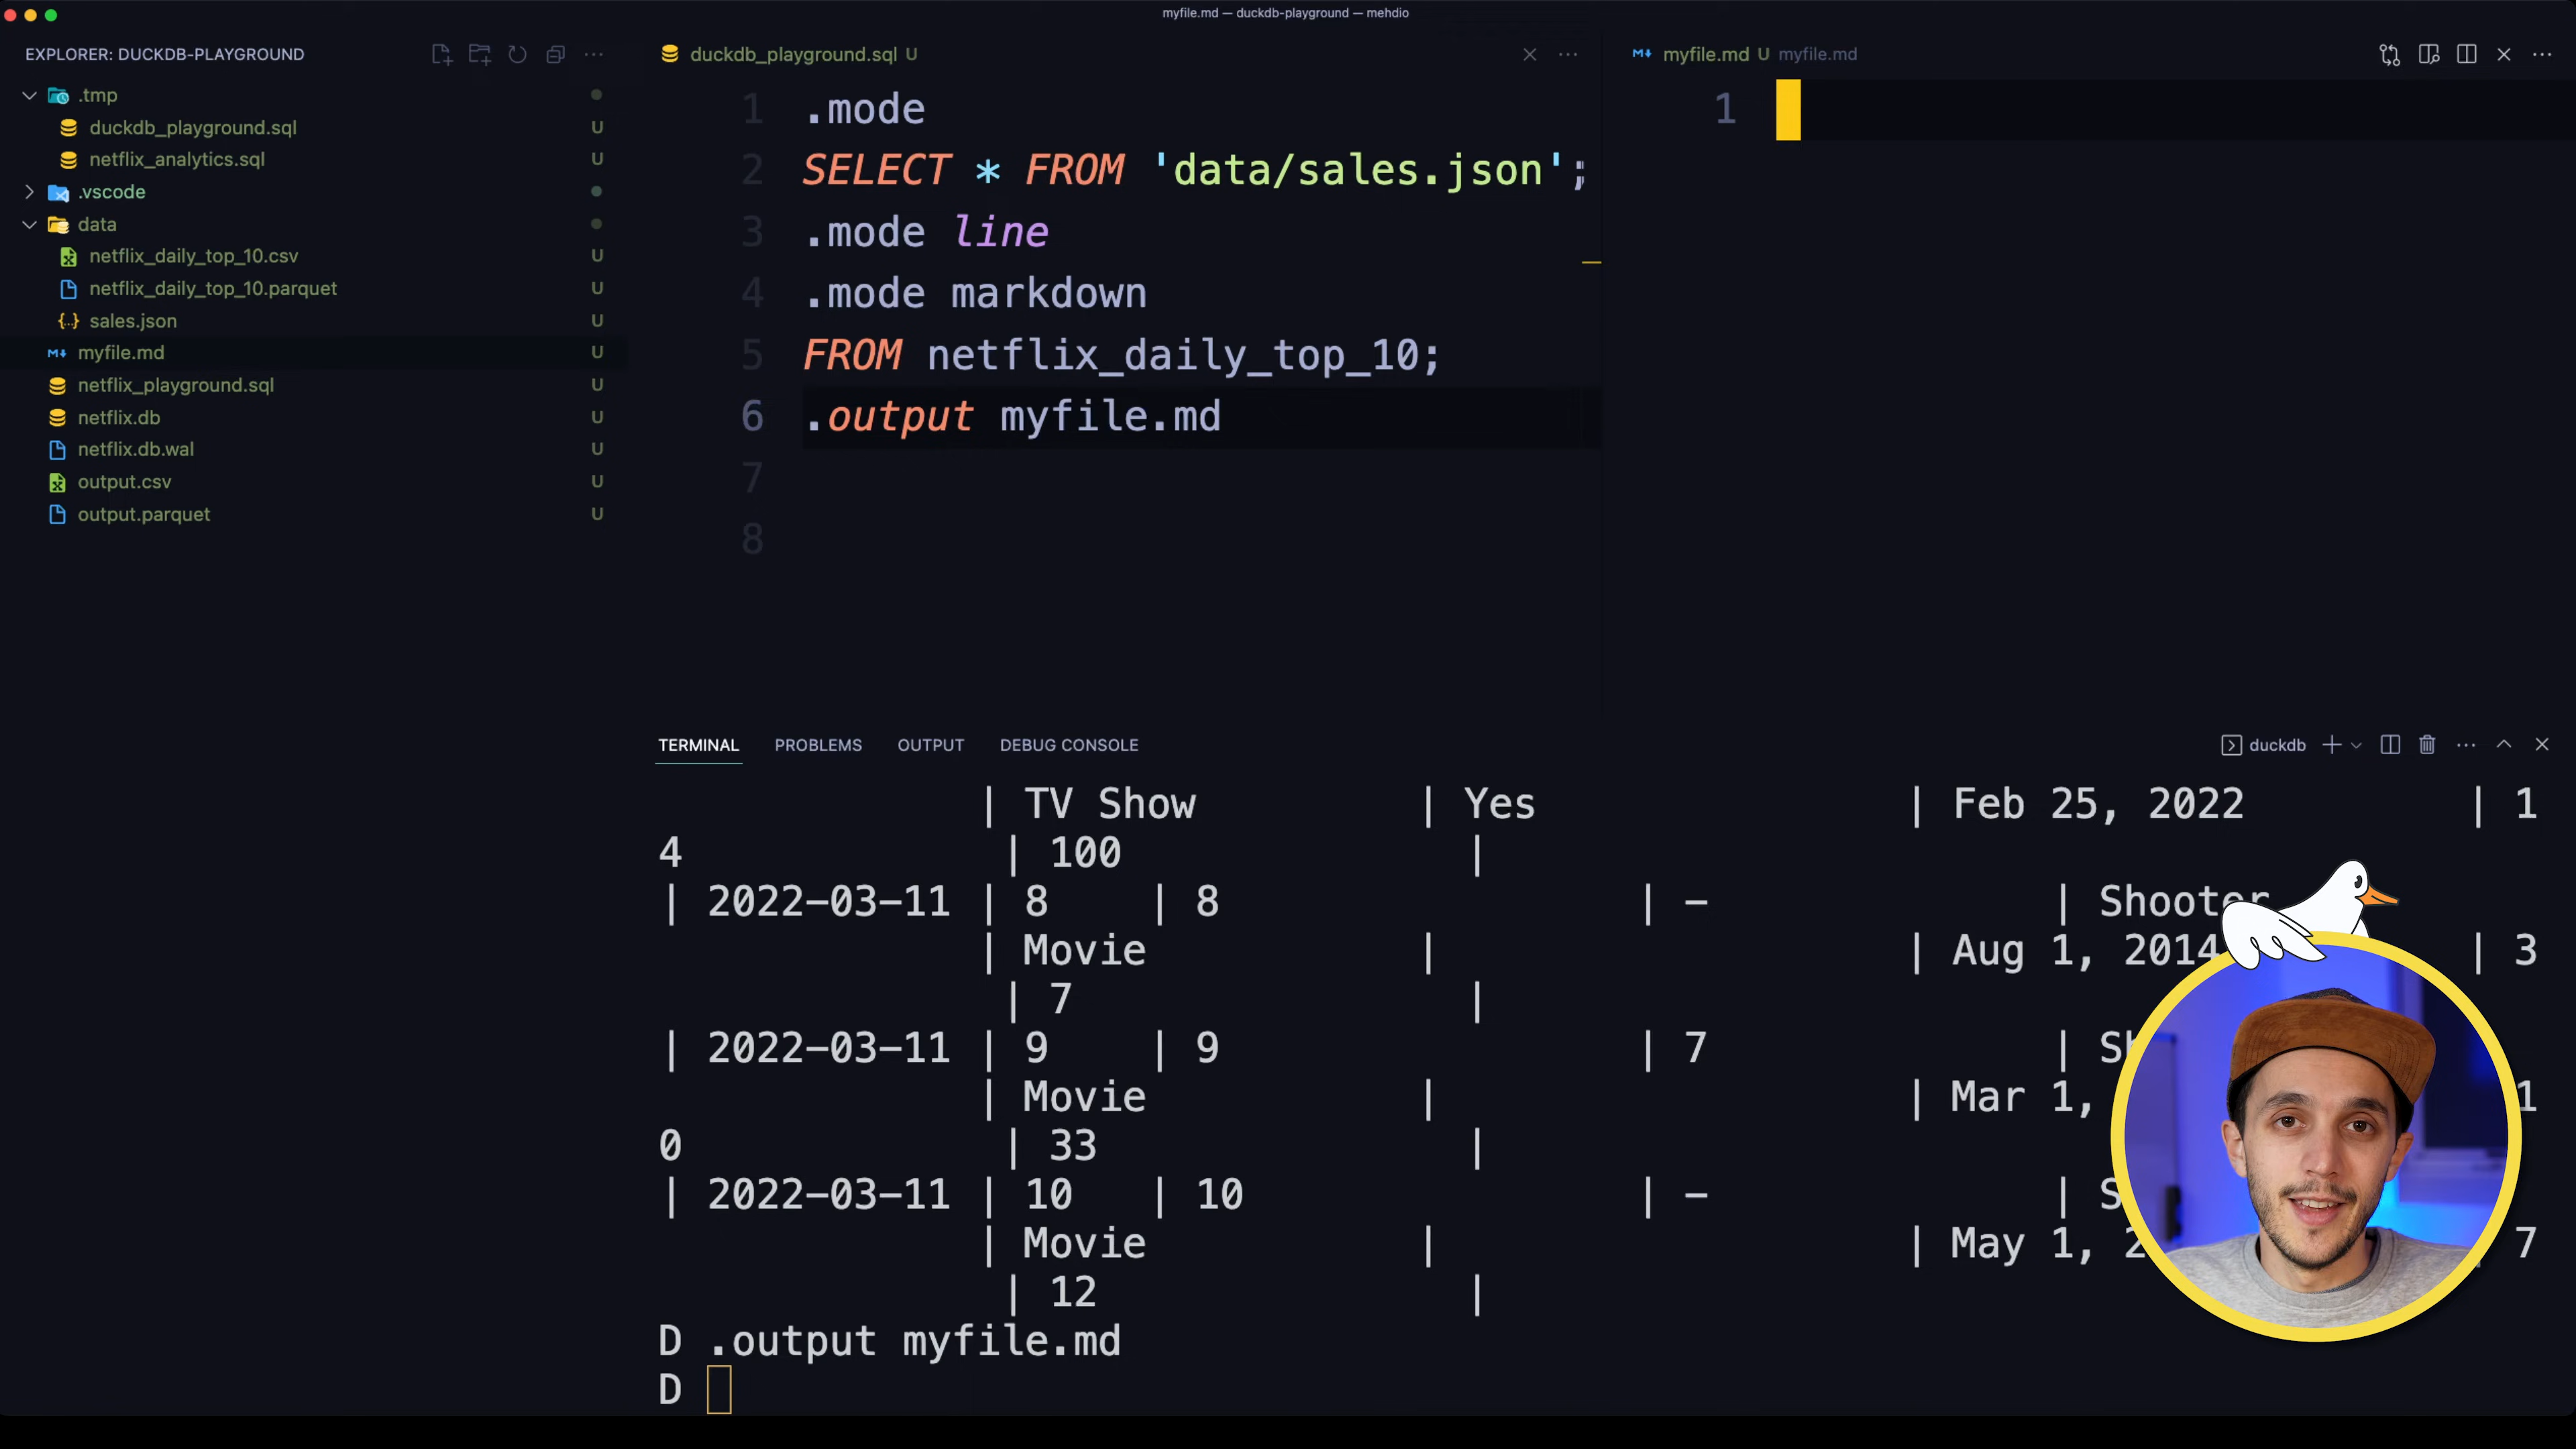 myfile.md — duckdb-playground — mehdio
EXPLORER: DUCKDB-PLAYGROUND
.tmp
duckdb_playground.sql U
netflix_analytics.sql U
.vscode
data
netflix_daily_top_10.csv U
netflix_daily_top_10.parquet U
sales.json U
myfile.md U
netflix_playground.sql U
netflix.db U
netflix.db.wal U
output.csv U
output.parquet U
duckdb_playground.sql U
1 .mode
2 SELECT * FROM 'data/sales.json';
3 .mode line
4 .mode markdown
5 FROM netflix_daily_top_10;
6 .output myfile.md
7
8
myfile.md U myfile.md
1
TERMINAL PROBLEMS OUTPUT DEBUG CONSOLE
duckdb
| TV Show | Yes | Feb 25, 2022 | 1
4 | 100 |
| 2022-03-11 | 8 | 8 | - | Shooter
| Movie | | Aug 1, 2014 | 3
| 7 |
| 2022-03-11 | 9 | 9 | 7 |
| Movie | | Mar 1, 1
0 | 33 |
| 2022-03-11 | 10 | 10 | - |
| Movie | | May 1, 7
| 12 |
D .output myfile.md
D